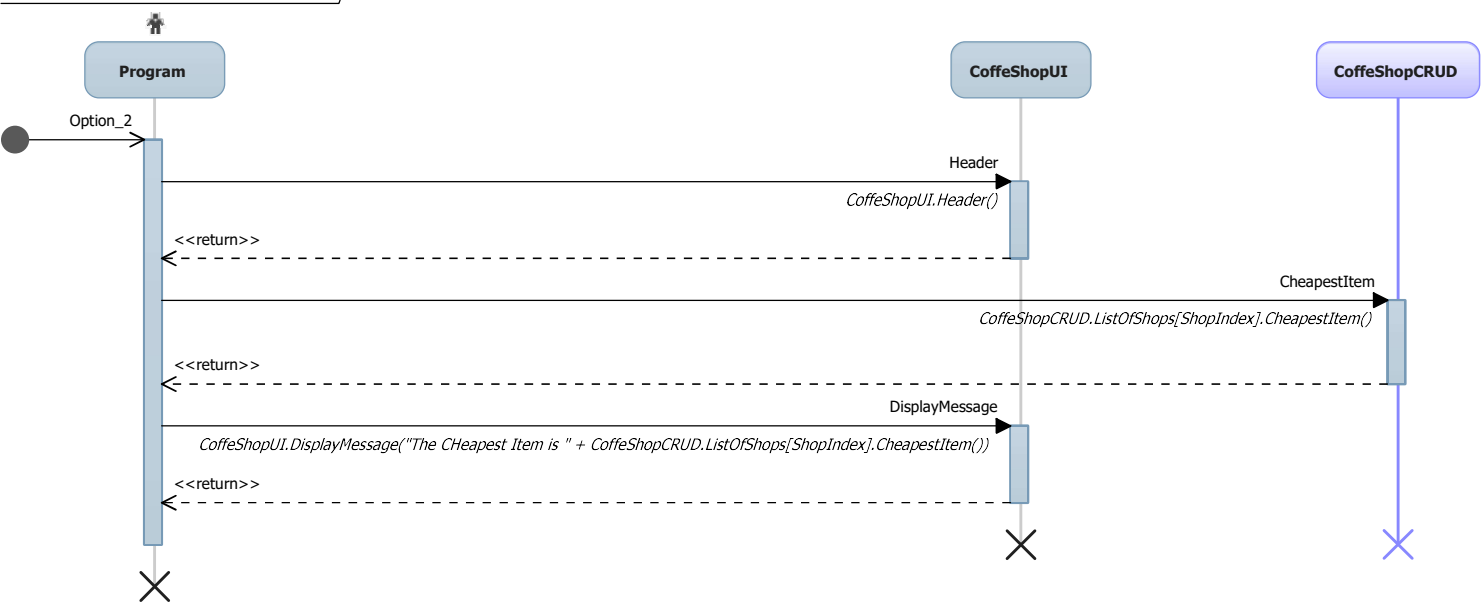 Program
CoffeShopUI
CoffeShopCRUD
Option_2
Header
CoffeShopUI.Header()
<<return>>
CheapestItem
CoffeShopCRUD.ListOfShops[ShopIndex].CheapestItem()
<<return>>
DisplayMessage
CoffeShopUI.DisplayMessage("The CHeapest Item is " + CoffeShopCRUD.ListOfShops[ShopIndex].CheapestItem())
<<return>>